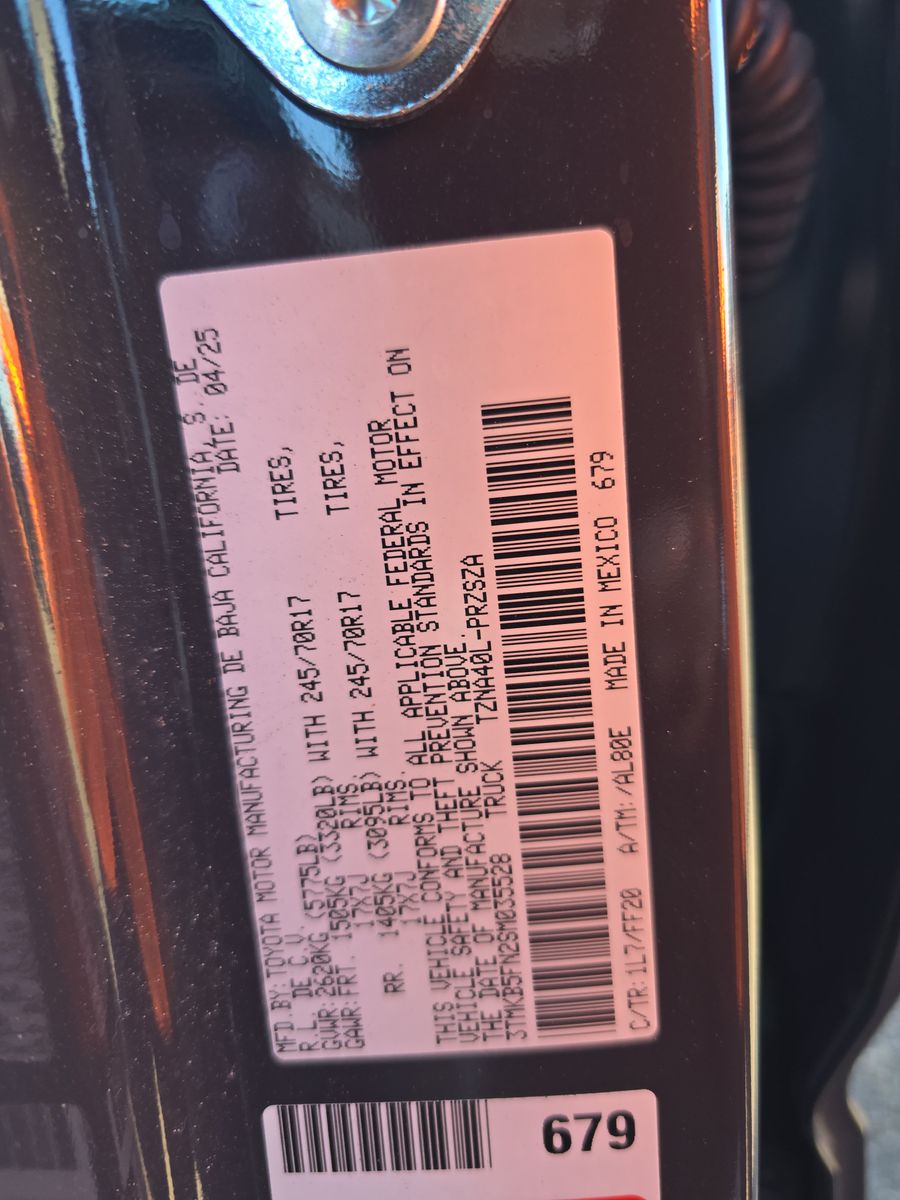 MFD.BY:TOYOTA MOTOR MANUFACTURING DE BAJA CALIFORNIA, S. DE
R.L. DE C.V. DATE: 04/25
GVWR:2620KG (5775LB)
GAWR:FRT. 1505KG (3320LB) WITH 245/70R17 TIRES,
17X7J RIMS.
RR. 1405KG (3095LB) WITH 245/70R17 TIRES,
17X7J RIMS.
THIS VEHICLE CONFORMS TO ALL APPLICABLE FEDERAL MOTOR
VEHICLE SAFETY AND THEFT PREVENTION STANDARDS IN EFFECT ON
THE DATE OF MANUFACTURE SHOWN ABOVE.
3TMKB5FN2SM035528 TRUCK TZNA40L-PRZSZA
C/TR:1L7/FF20 A/TM:/AL80E MADE IN MEXICO 679
679